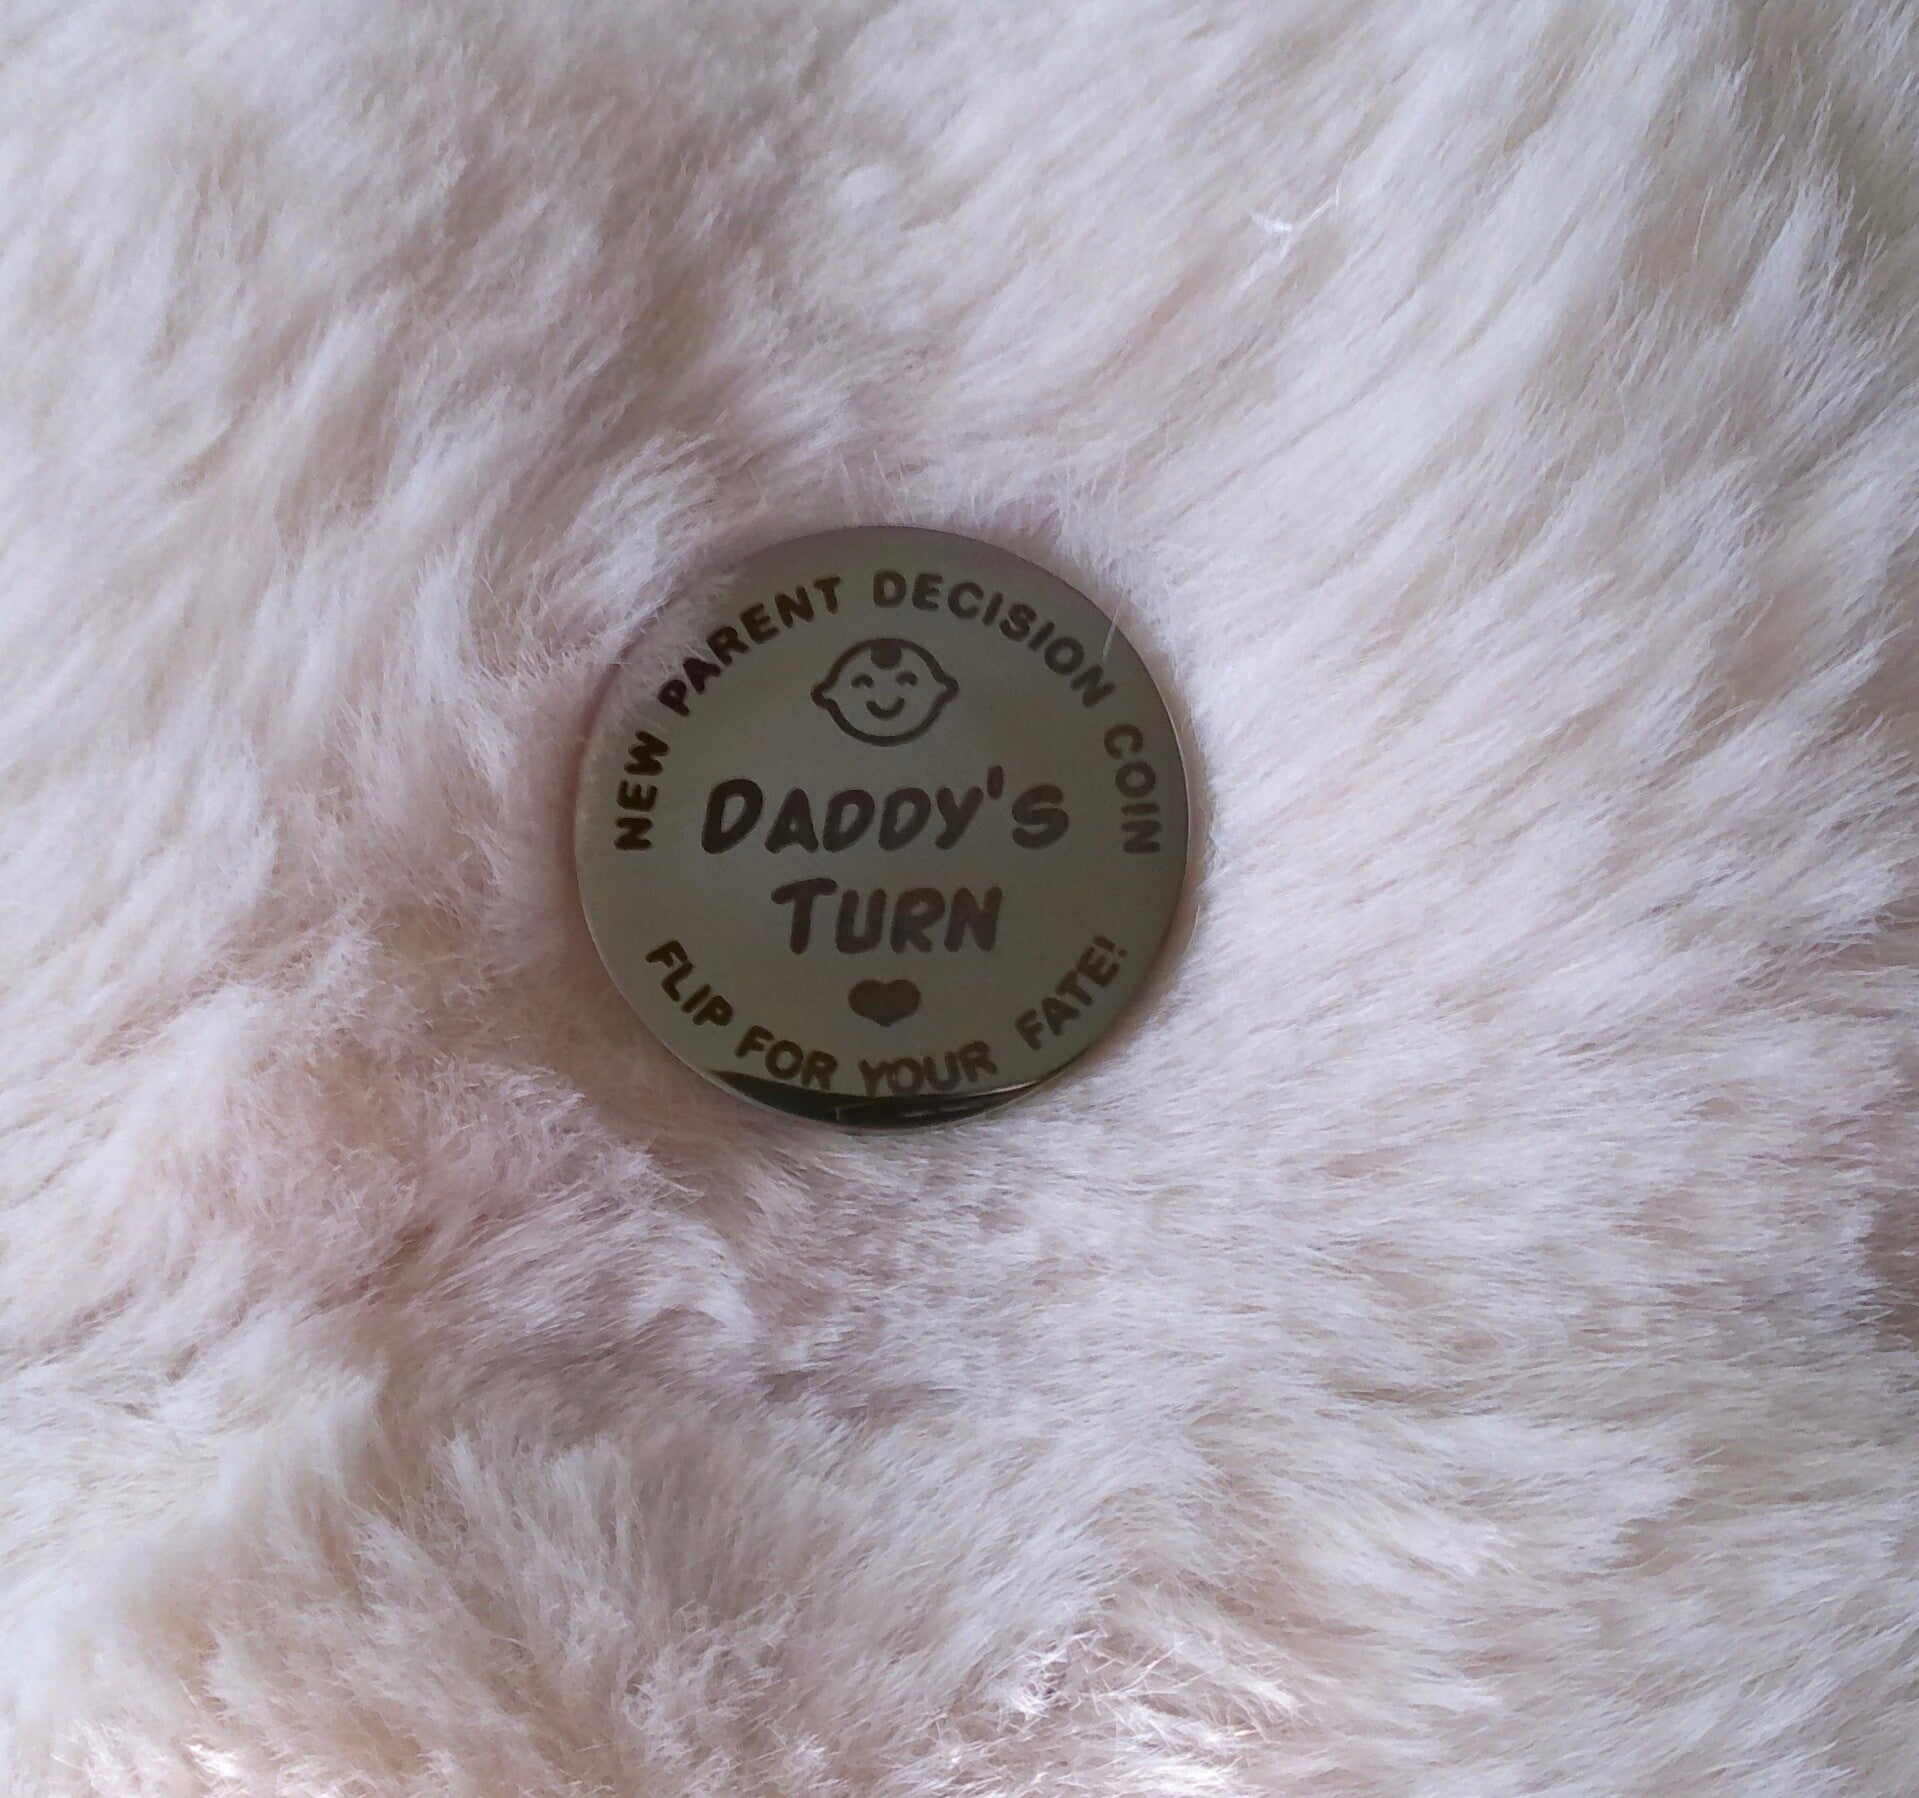 NEW PARENT DECISION COIN
DADDY'S
TURN
FLIP FOR YOUR FATE!